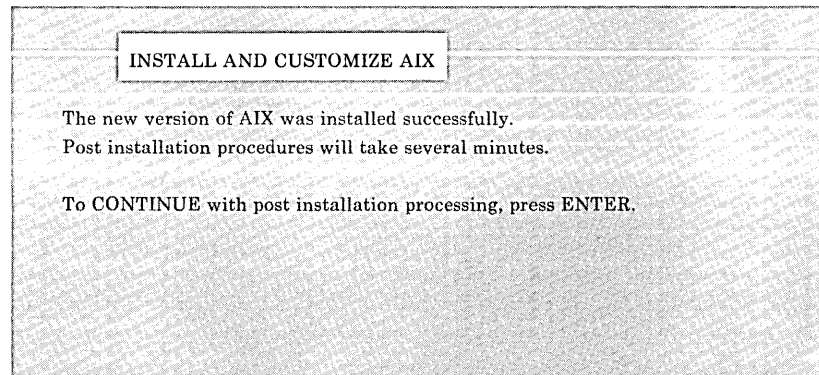 INSTALL AND CUSTOMIZE AIX
The new version of AIX was installed successfully.
Post installation procedures will take several minutes.
To CONTINUE with post installation processing, press ENTER.